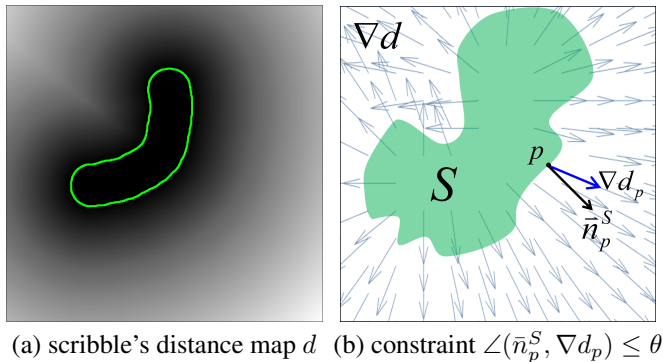 ∇d
S
p
∇d_p
n̄_p^S
(a) scribble's distance map d (b) constraint ∠(n̄_p^S, ∇d_p) ≤ θ